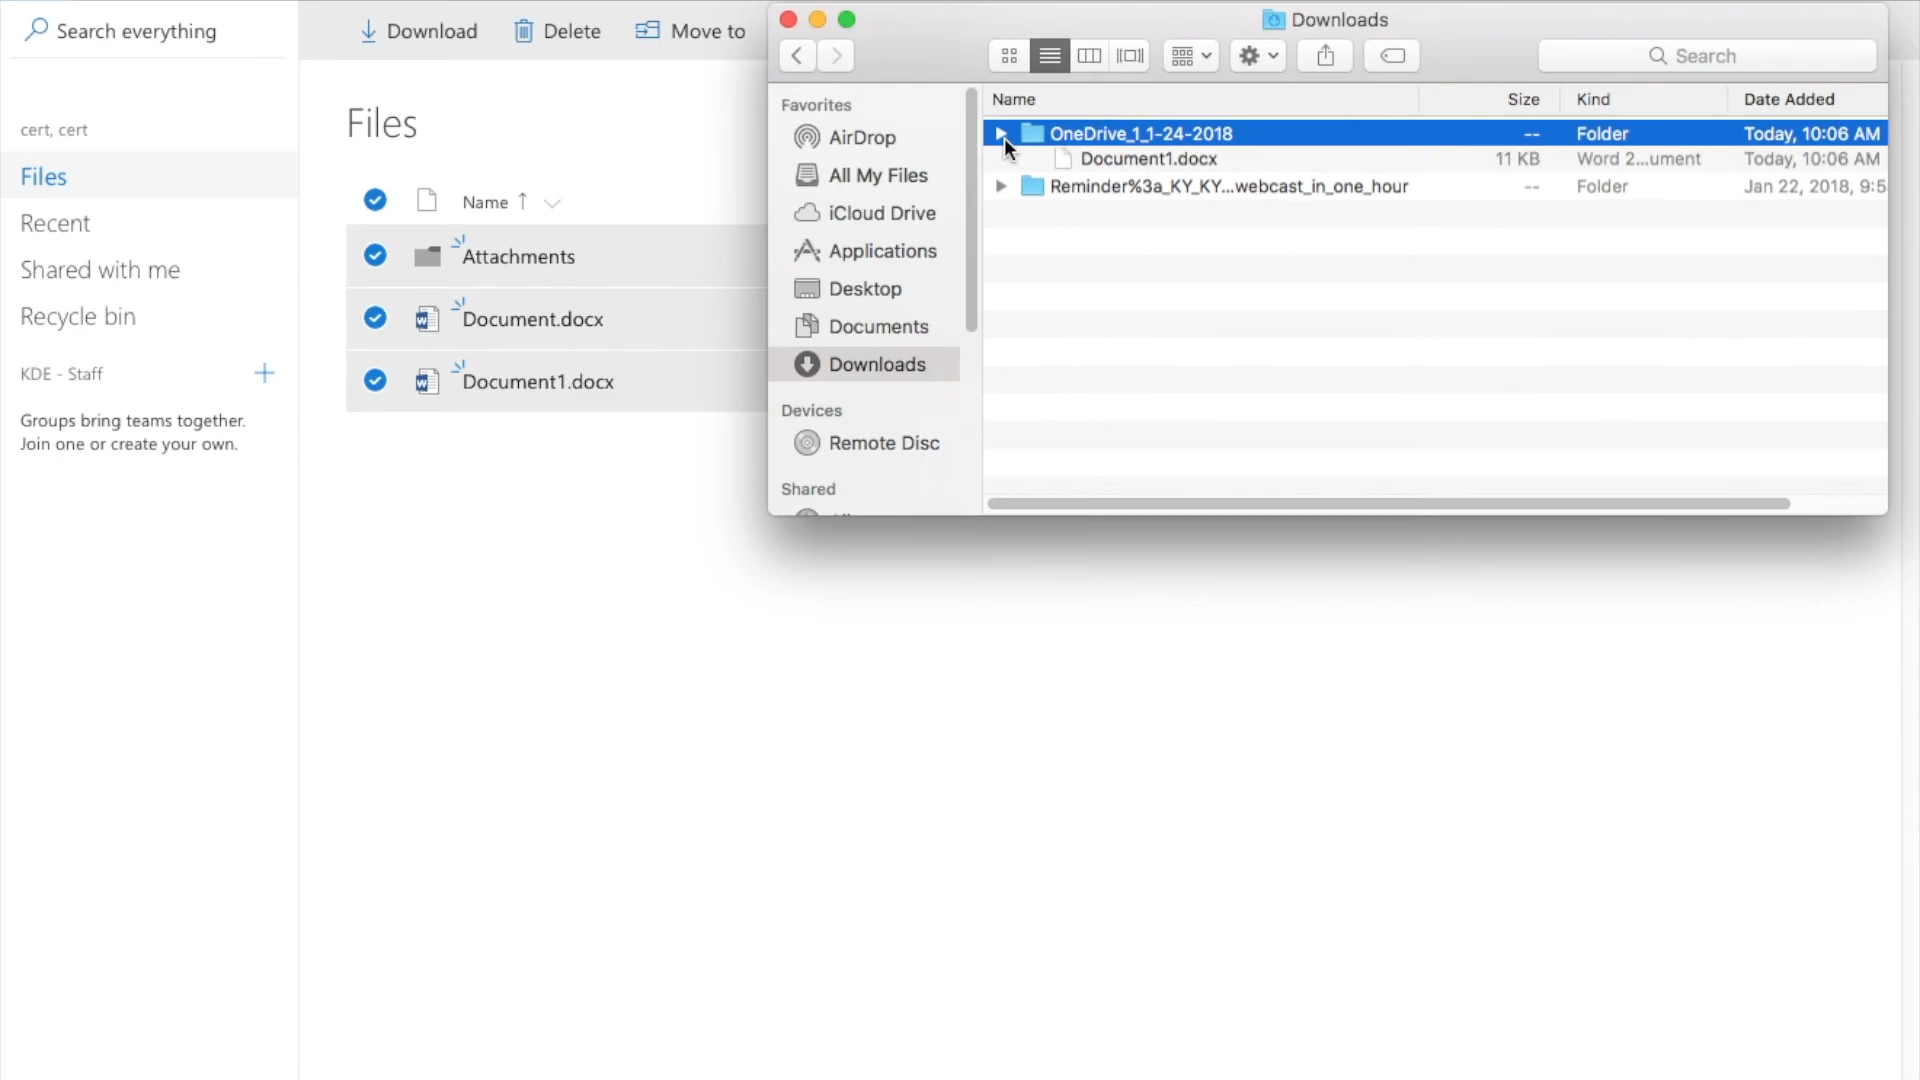 Search everything
cert, cert
Files
Recent
Shared with me
Recycle bin
KDE - Staff
Groups bring teams together.
Join one or create your own.
Download Delete Move to
Files
Name
Attachments
Document.docx
Document1.docx
Downloads
Search
Favorites
AirDrop
All My Files
iCloud Drive
Applications
Desktop
Documents
Downloads
Devices
Remote Disc
Shared
Name Size Kind Date Added
OneDrive_1_1-24-2018 -- Folder Today, 10:06 AM
Document1.docx 11 KB Word 2...ument Today, 10:06 AM
Reminder%3a_KY_KY...webcast_in_one_hour -- Folder Jan 22, 2018, 9:5